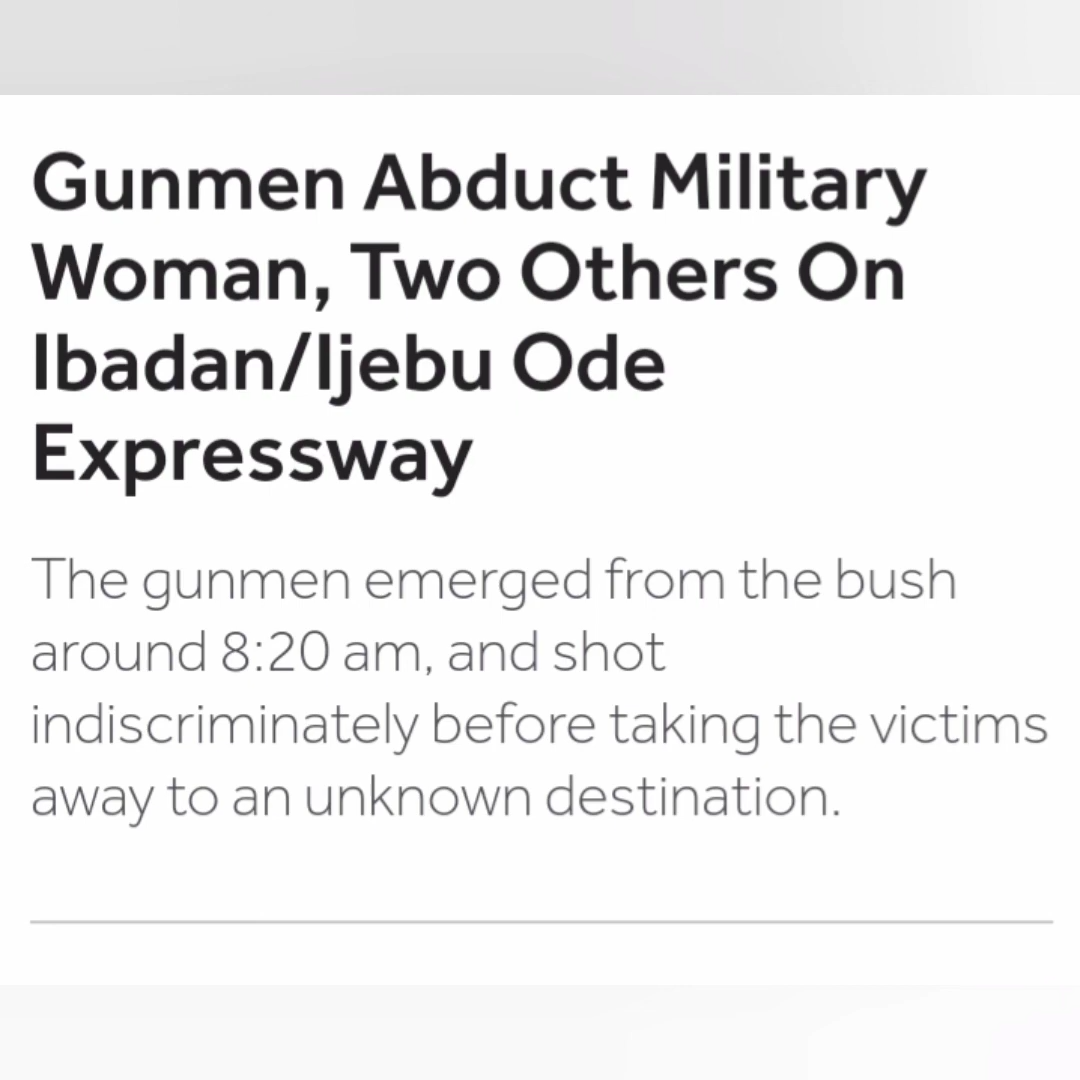 Gunmen Abduct Military
Woman, Two Others On
Ibadan/Ijebu Ode
Expressway
The gunmen emerged from the bush
around 8:20 am, and shot
indiscriminately before taking the victims
away to an unknown destination.